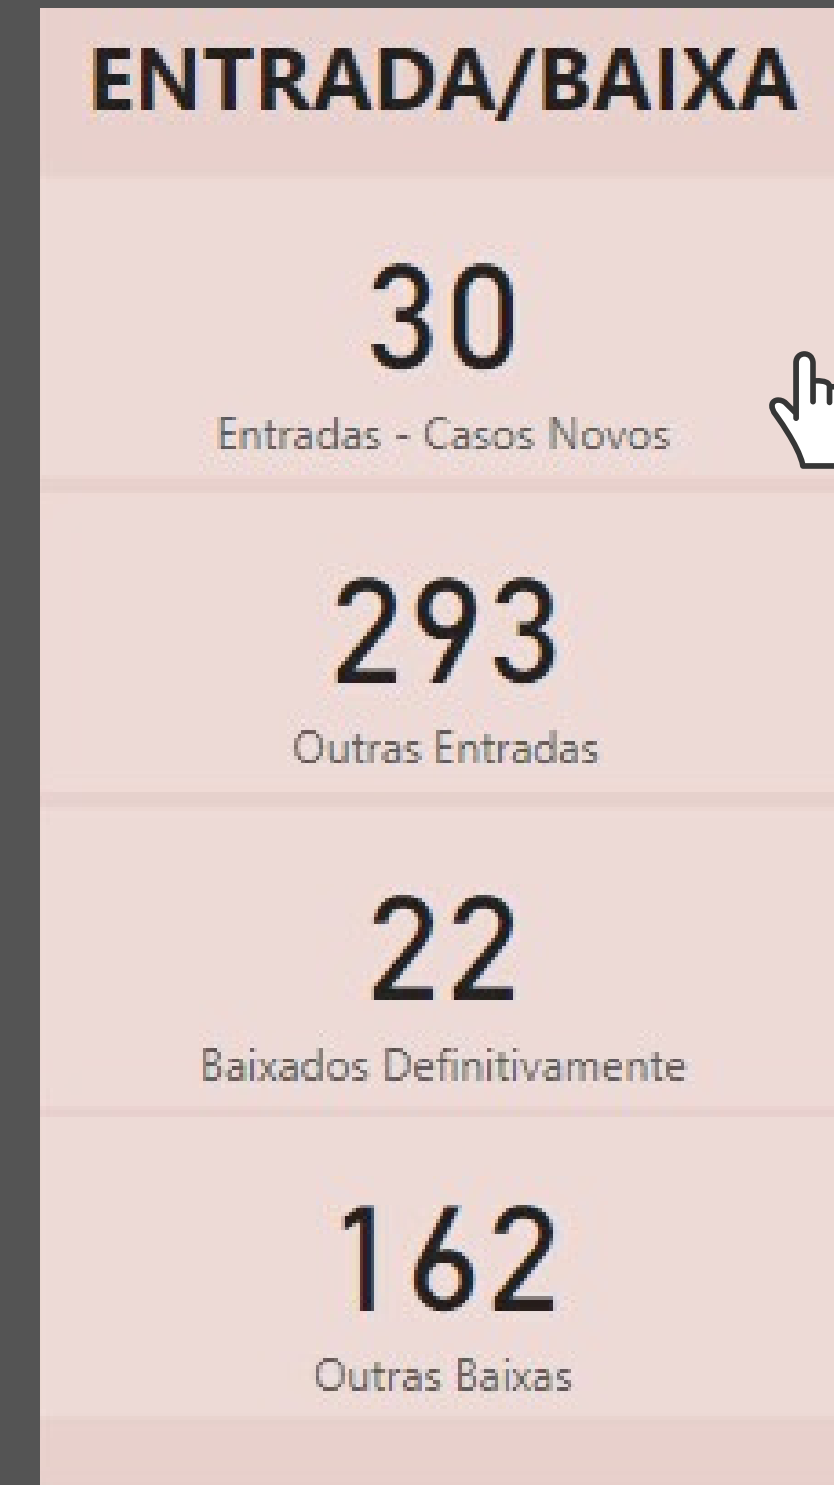 ENTRADA/BAIXA
30
Entradas - Casos Novos
293
Outras Entradas
22
Baixados Definitivamente
162
Outras Baixas